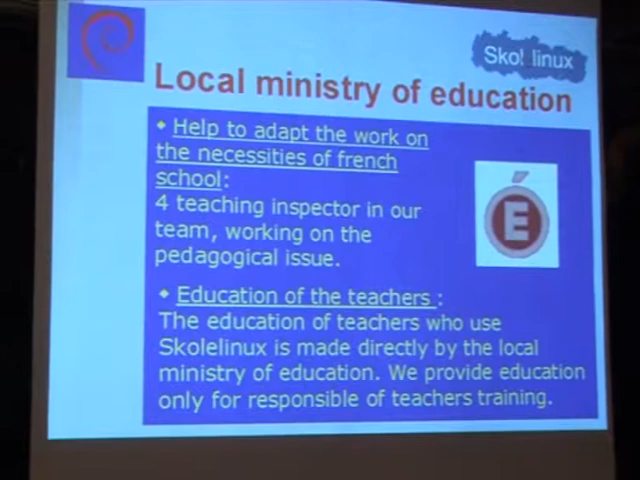 Skolelinux
Local ministry of education
• Help to adapt the work on
the necessities of french
school:
4 teaching inspector in our
team, working on the
pedagogical issue.
É
• Education of the teachers :
The education of teachers who use
Skolelinux is made directly by the local
ministry of education. We provide education
only for responsible of teachers training.